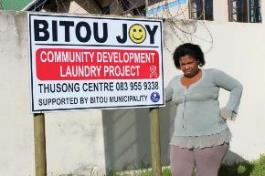 BITOU JOY
COMMUNITY DEVELOPMENT
LAUNDRY PROJECT
THUSONG CENTRE 083 955 9338
SUPPORTED BY BITOU MUNICIPALITY